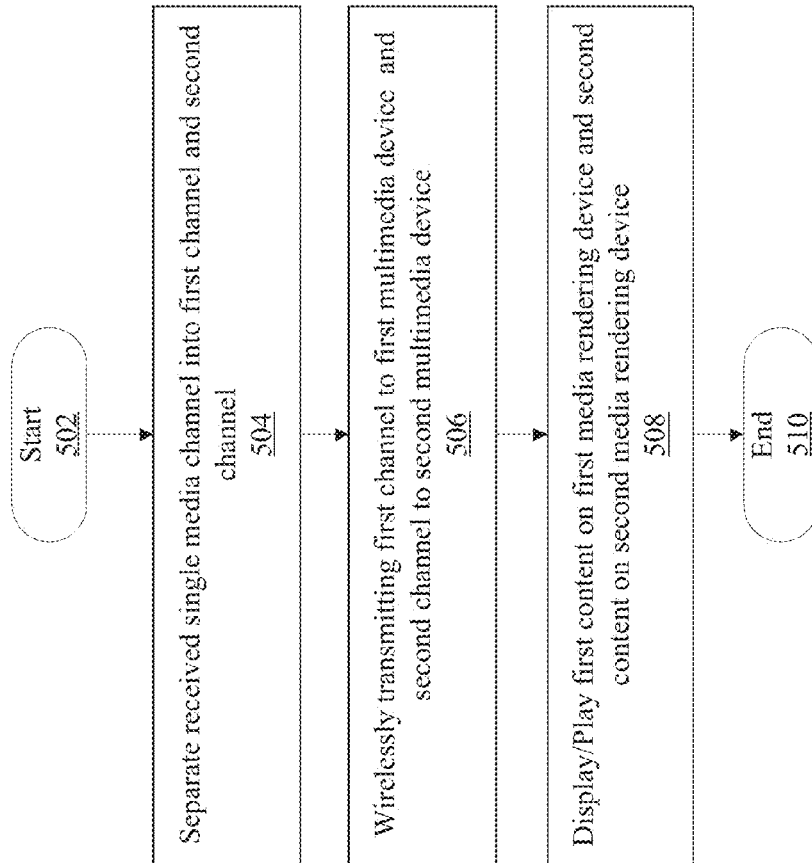 Start
502
Separate received single media channel into first channel and second
channel
504
Wirelessly transmitting first channel to first multimedia device and
second channel to second multimedia device
506
Display/Play first content on first media rendering device and second
content on second media rendering device
508
End
510